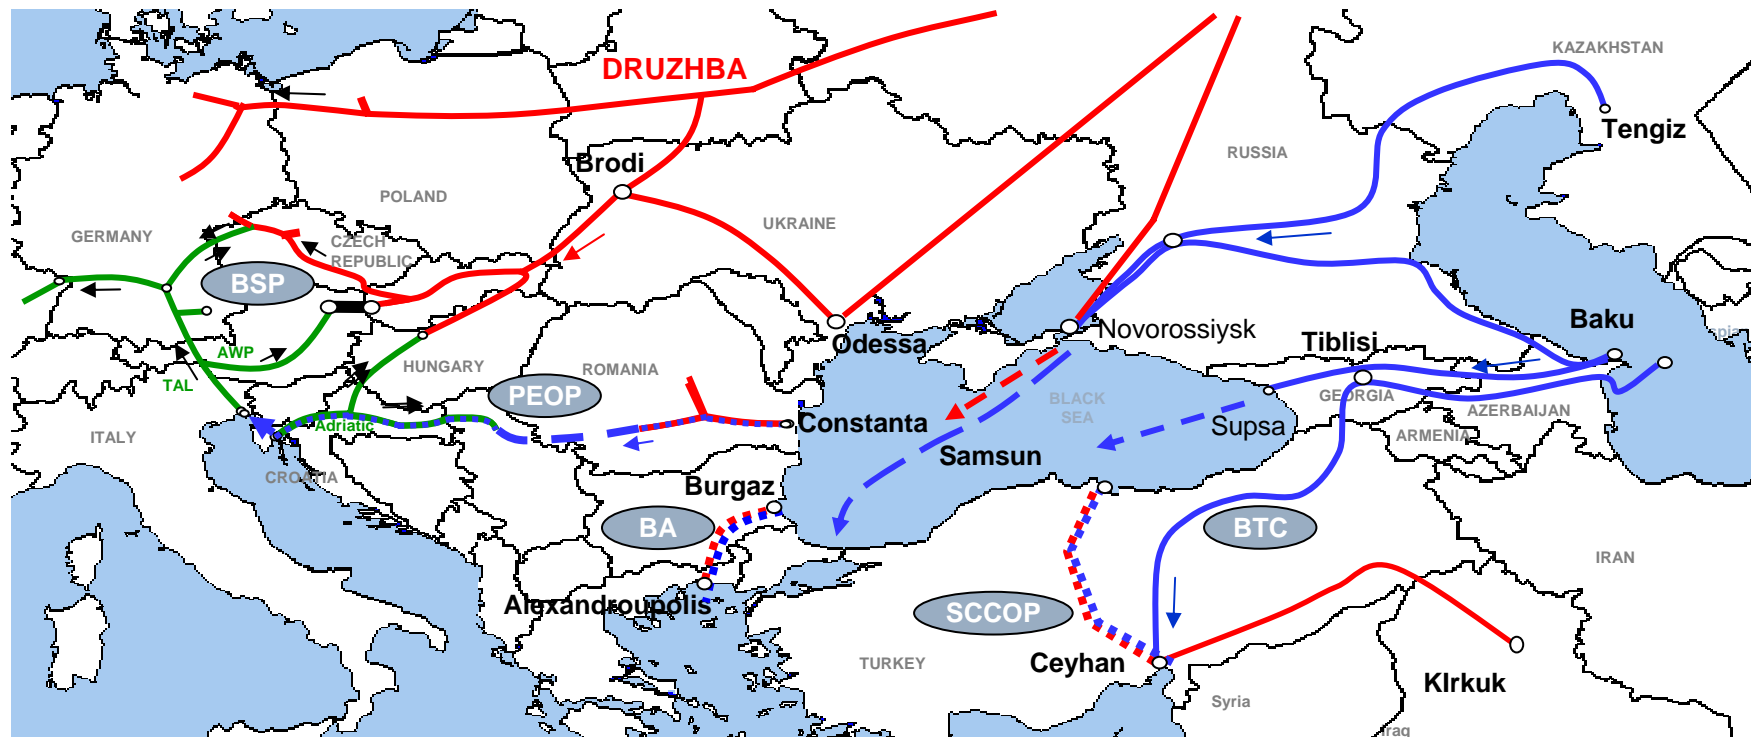 KAZAKHSTAN
DRUZHBA
Tengiz
Brodi
RUSSIA
POLAND
UKRAINE
GERMANY
CZECH
REPUBLIC
BSP
Baku
Novorossiysk
Odessa
Tiblisi
AWP
HUNGARY
ROMANIA
TAL
PEOP
BLACK
SEA
GEORGIA
AZERBAIJAN
Adriatic
Constanta
Supsa
ITALY
ARMENIA
Samsun
CROATIA
Burgaz
BA
BTC
IRAN
Alexandroupolis
SCCOP
TURKEY
Ceyhan
KIrkuk
Syria
Iraq